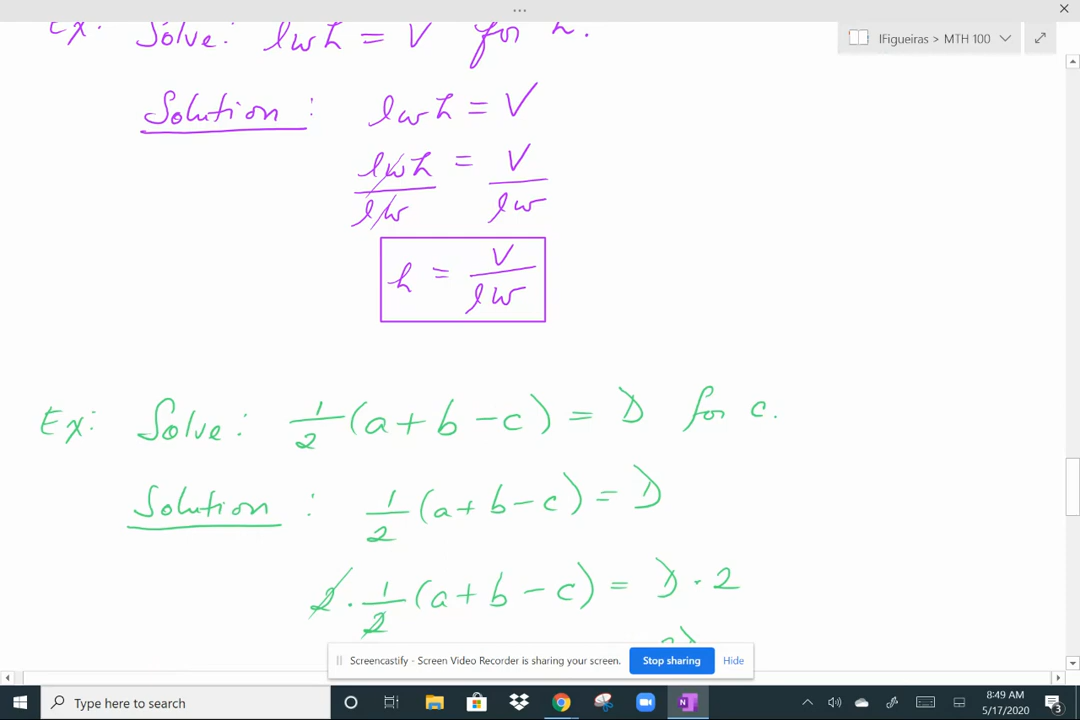 ...
IFigueiras > MTH 100
Ex: Solve: lwh = V for h.
Solution: lwh = V
lwh/lw = V/lw
h = V/lw
Ex: Solve: 1/2(a+b-c) = D for c.
Solution: 1/2(a+b-c) = D
2 · 1/2(a+b-c) = D · 2
Screencastify - Screen Video Recorder is sharing your screen.
Stop sharing
Hide
Type here to search
8:49 AM
5/17/2020
3